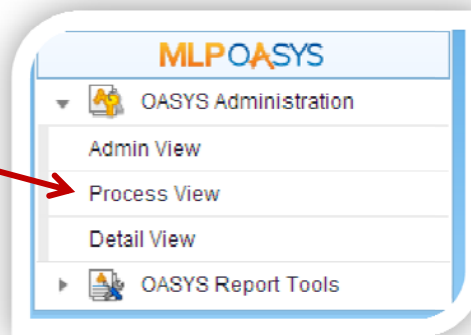 MLPOASYS
OASYS Administration
Admin View
Process View
Detail View
OASYS Report Tools